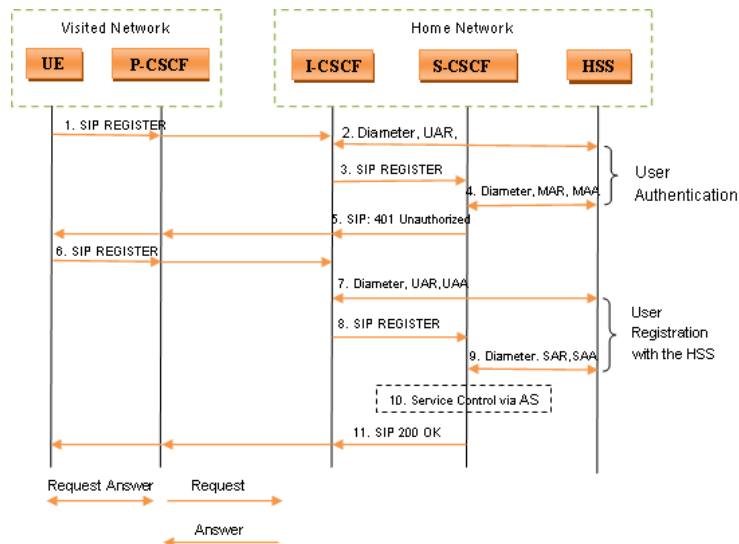 Visited Network
Home Network
UE
P-CSCF
I-CSCF
S-CSCF
HSS
1. SIP REGISTER
2. Diameter, UAR,
3. SIP REGISTER
User
Authentication
4. Diameter, MAR, MAA
5. SIP: 401 Unauthorized
6. SIP REGISTER
7. Diameter, UAR,UAA
8. SIP REGISTER
User
Registration
with the HSS
9. Diameter. SAR,SAA
10. Service Control via AS
11. SIP 200 OK
Request Answer
Request
Answer